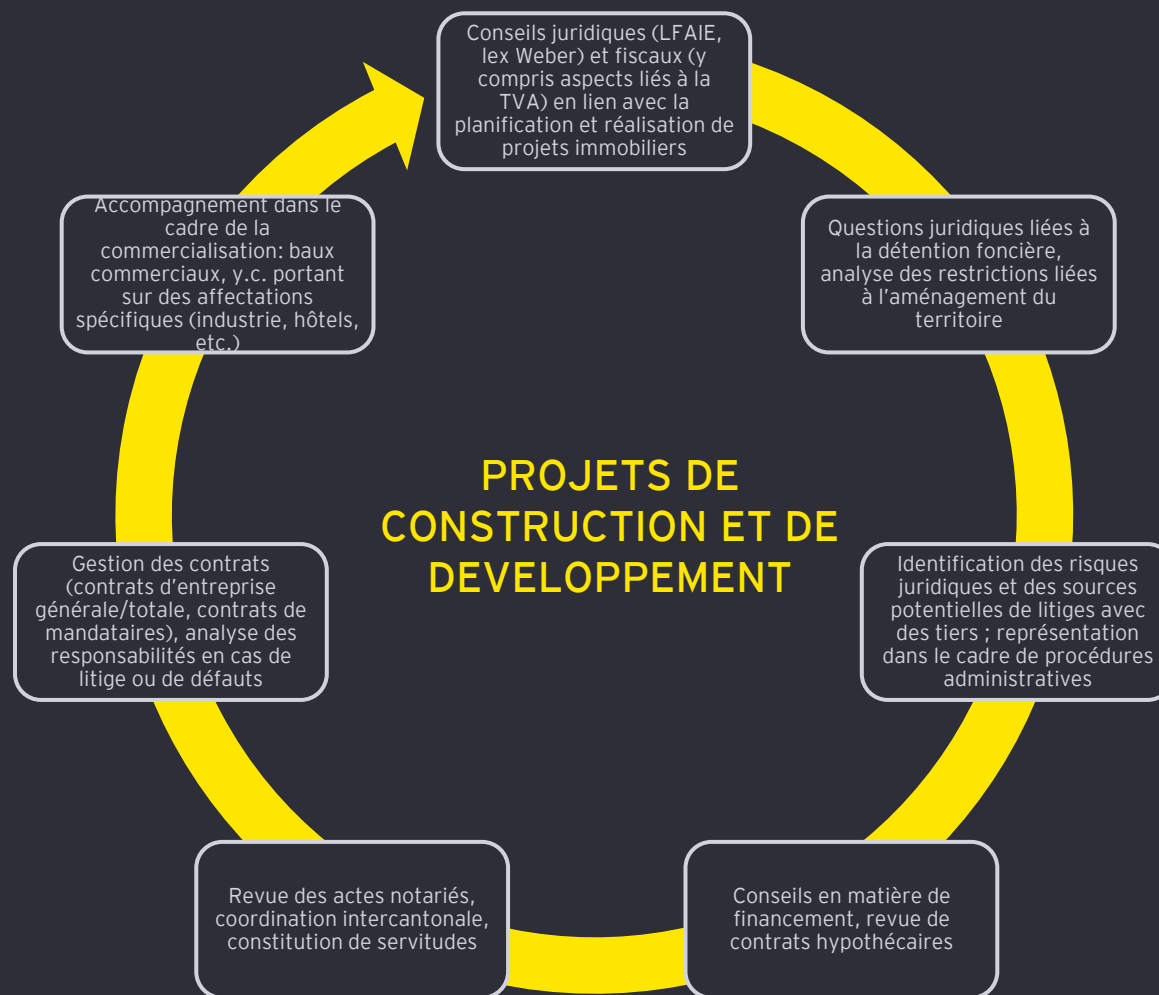 Conseils juridiques (LFAIE,
lex Weber) et fiscaux (y
compris aspects liés à la
TVA) en lien avec la
planification et réalisation de
projets immobiliers
Questions juridiques liées à
la détention foncière,
analyse des restrictions liées
à l'aménagement du
territoire
Identification des risques
juridiques et des sources
potentielles de litiges avec
des tiers ; représentation
dans le cadre de procédures
administratives
Conseils en matière de
financement, revue de
contrats hypothécaires
Revue des actes notariés,
coordination intercantonale,
constitution de servitudes
Gestion des contrats
(contrats d'entreprise
générale/totale, contrats de
mandataires), analyse des
responsabilités en cas de
litige ou de défauts
Accompagnement dans le
cadre de la
commercialisation: baux
commerciaux, y.c. portant
sur des affectations
spécifiques (industrie, hôtels,
etc.)
PROJETS DE
CONSTRUCTION ET DE
DEVELOPPEMENT